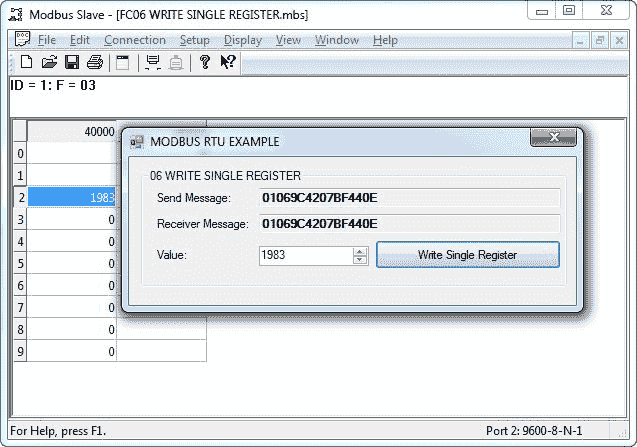 Modbus Slave - [FC06 WRITE SINGLE REGISTER.mbs]
File Edit Connection Setup Display View Window Help
ID = 1: F = 03
40000
0
1
2 1983
3 0
4 0
5 0
6 0
7 0
8 0
9 0
MODBUS RTU EXAMPLE
06 WRITE SINGLE REGISTER
Send Message: 01069C4207BF440E
Receiver Message: 01069C4207BF440E
Value: 1983 Write Single Register
For Help, press F1. Port 2: 9600-8-N-1